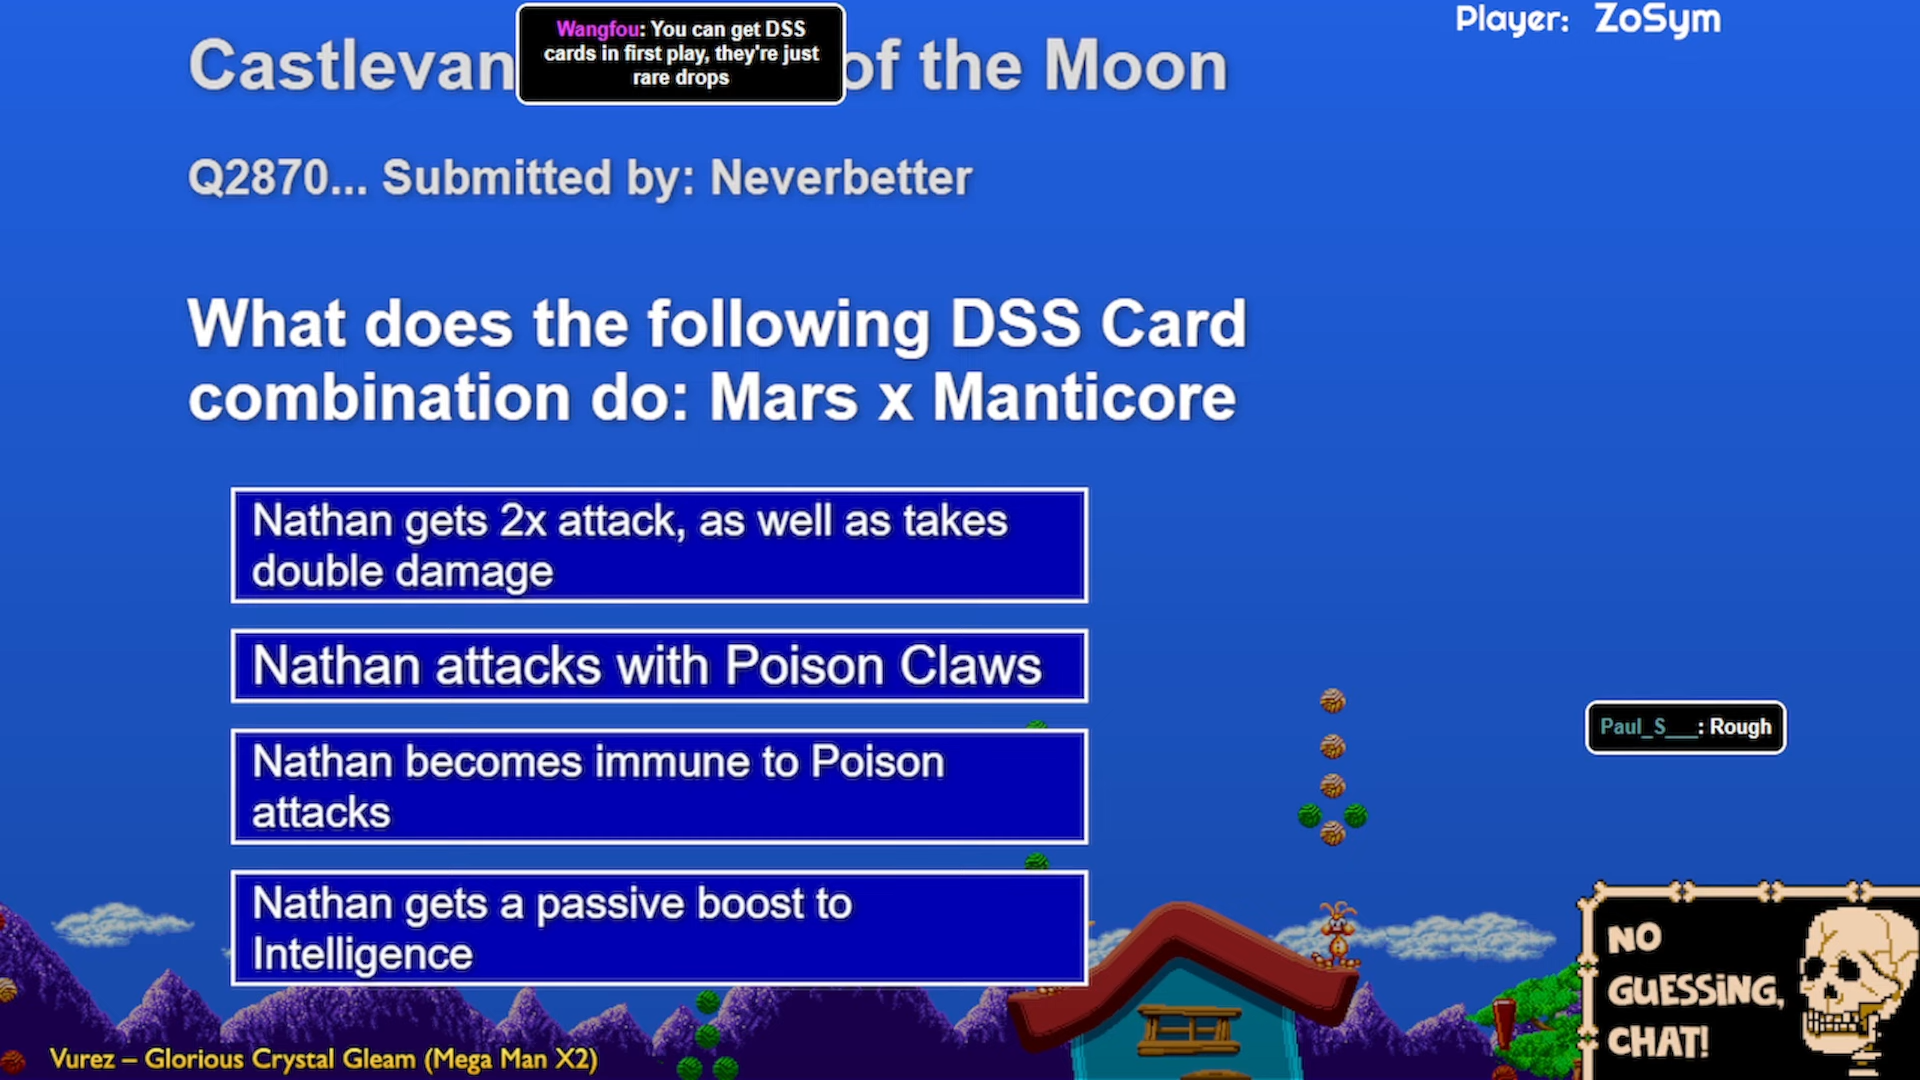 Player: ZoSym
Wangfou: You can get DSS
cards in first play, they're just
rare drops
Castlevan of the Moon
Q2870... Submitted by: Neverbetter
What does the following DSS Card
combination do: Mars x Manticore
Nathan gets 2x attack, as well as takes
double damage
Nathan attacks with Poison Claws
Nathan becomes immune to Poison
attacks
Nathan gets a passive boost to
Intelligence
Paul_S___: Rough
NO
GUESSING,
CHAT!
Vurez – Glorious Crystal Gleam (Mega Man X2)